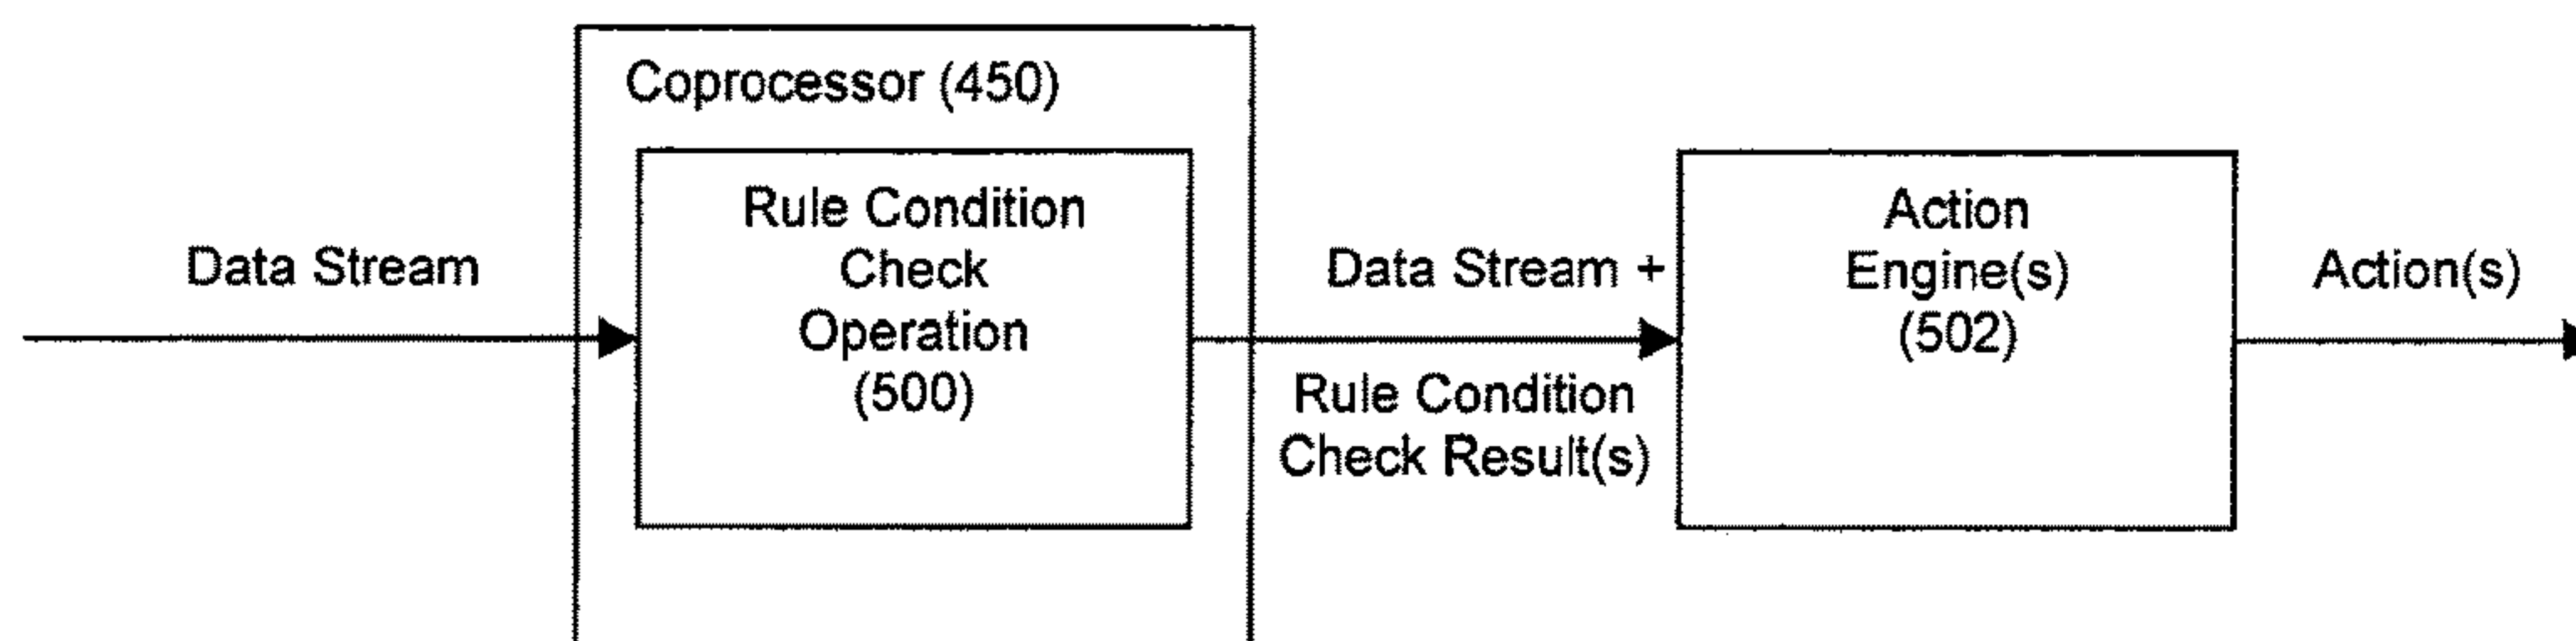 Coprocessor (450)
Data Stream
Rule Condition
Check
Operation
(500)
Data Stream +
Rule Condition
Check Result(s)
Action
Engine(s)
(502)
Action(s)